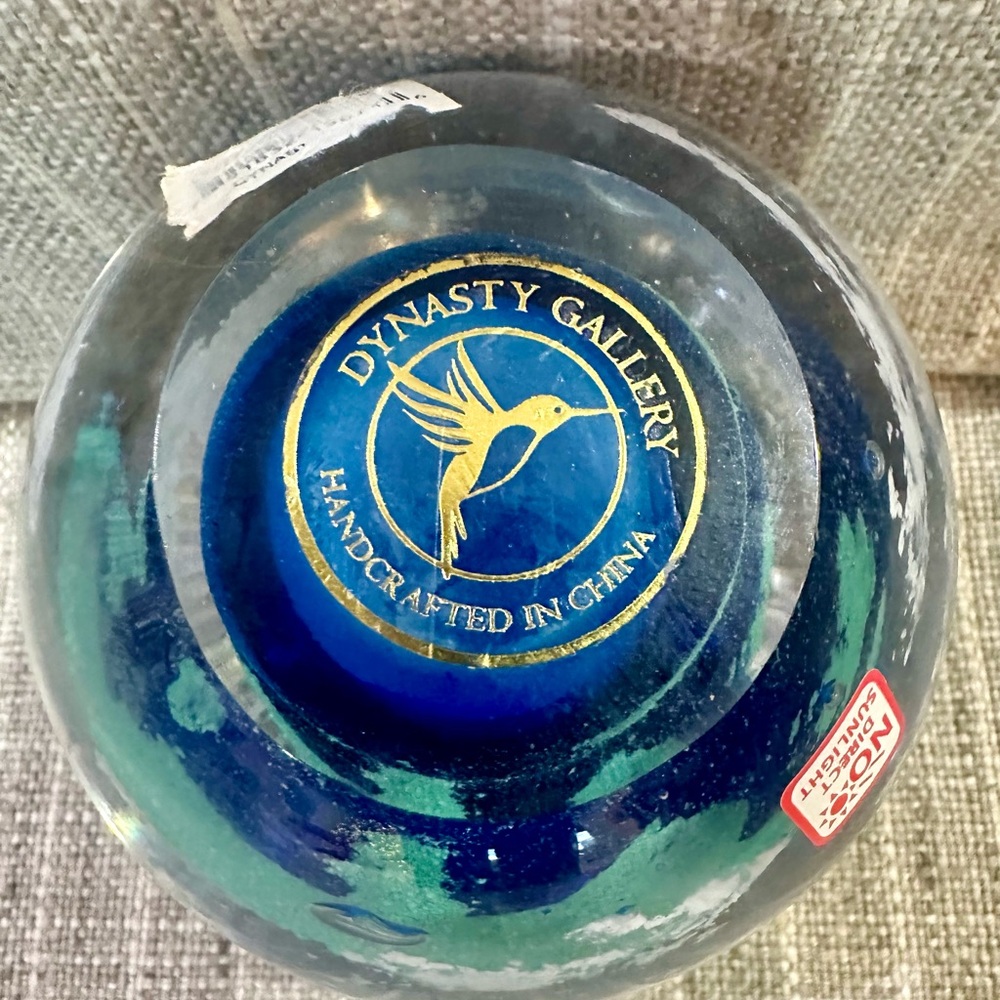 DYNASTY GALLERY
HANDCRAFTED IN CHINA
NO
DIRECT
SUNLIGHT